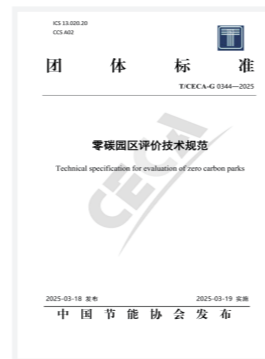 ICS 13.020.20
CCS A02
团体标准
T/CECA-G 0344—2025
零碳园区评价技术规范
Technical specification for evaluation of zero carbon parks
CECA
2025-03-18 发布
2025-03-19 实施
中国节能协会发布